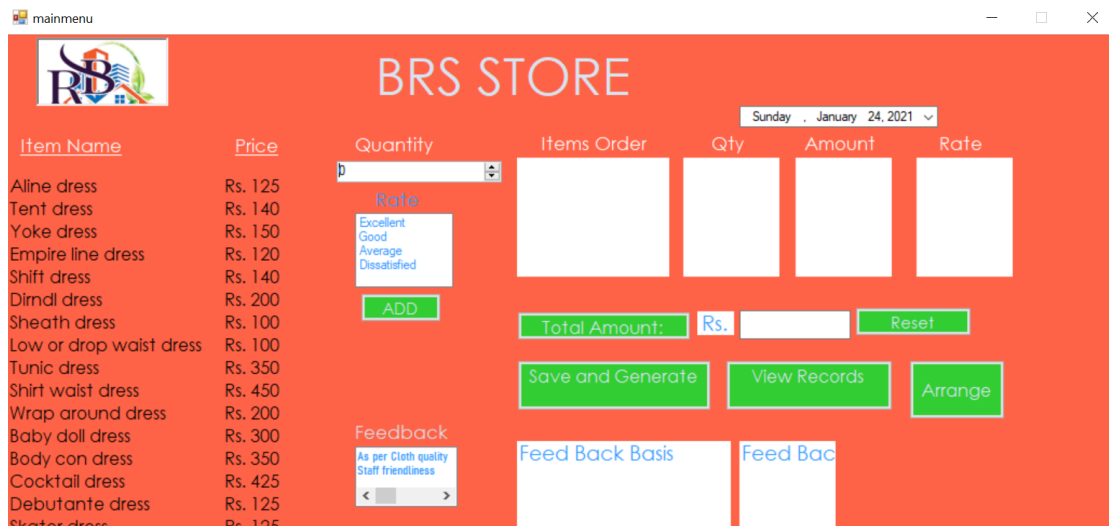 mainmenu
RBS
BRS STORE
Sunday , January 24, 2021
Item Name Price Quantity Items Order Qty Amount Rate
0
Aline dress Rs. 125
Rate
Tent dress Rs. 140
Excellent
Yoke dress Rs. 150
Good
Average
Empire line dress Rs. 120
Dissatisfied
Shift dress Rs. 140
Dirndl dress Rs. 200
ADD
Sheath dress Rs. 100
Total Amount: Rs. Reset
Low or drop waist dress Rs. 100
Tunic dress Rs. 350
Save and Generate View Records Arrange
Shirt waist dress Rs. 450
Wrap around dress Rs. 200
Baby doll dress Rs. 300
Feedback
Body con dress Rs. 350
As per Cloth quality
Feed Back Basis Feed Bac
Staff friendliness
Cocktail dress Rs. 425
Debutante dress Rs. 125
Skater dress Rs. 125